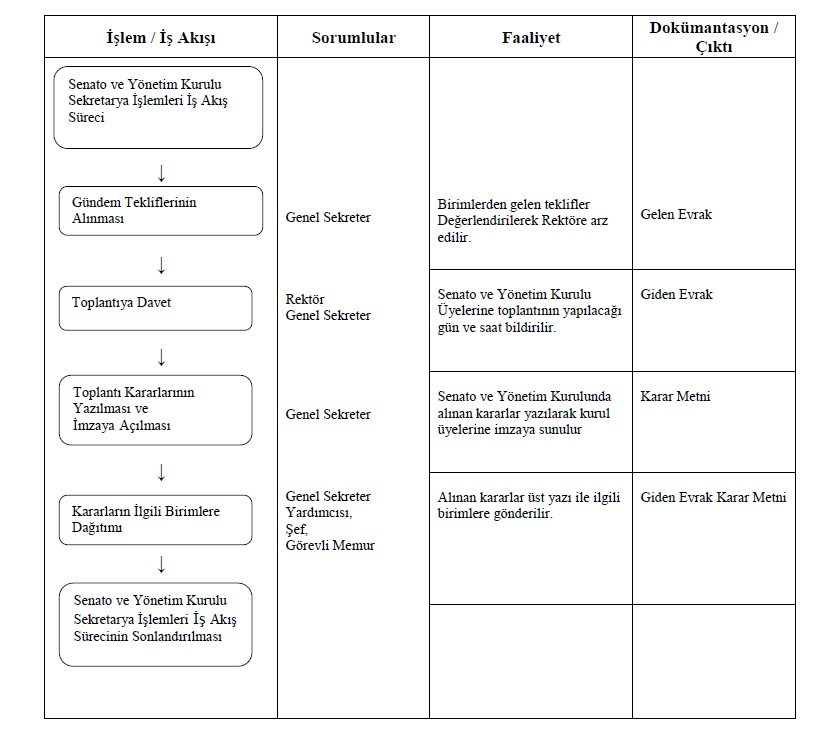 İşlem / İş Akışı
Sorumlular
Faaliyet
Dokümantasyon /
Çıktı
Senato ve Yönetim Kurulu
Sekretarya İşlemleri İş Akış
Süreci
↓
Gündem Tekliflerinin
Alınması
Genel Sekreter
Birimlerden gelen teklifler
Değerlendirilerek Rektöre arz
edilir.
Gelen Evrak
↓
Toplantıya Davet
Rektör
Genel Sekreter
Senato ve Yönetim Kurulu
Üyelerine toplantının yapılacağı
gün ve saat bildirilir.
Giden Evrak
↓
Toplantı Kararlarının
Yazılması ve
İmzaya Açılması
Genel Sekreter
Senato ve Yönetim Kurulunda
alınan kararlar yazılarak kurul
üyelerine imzaya sunulur
Karar Metni
↓
Kararların İlgili Birimlere
Dağıtımı
Genel Sekreter
Yardımcısı,
Şef,
Görevli Memur
Alınan kararlar üst yazı ile ilgili
birimlere gönderilir.
Giden Evrak Karar Metni
↓
Senato ve Yönetim Kurulu
Sekretarya İşlemleri İş Akış
Sürecinin Sonlandırılması